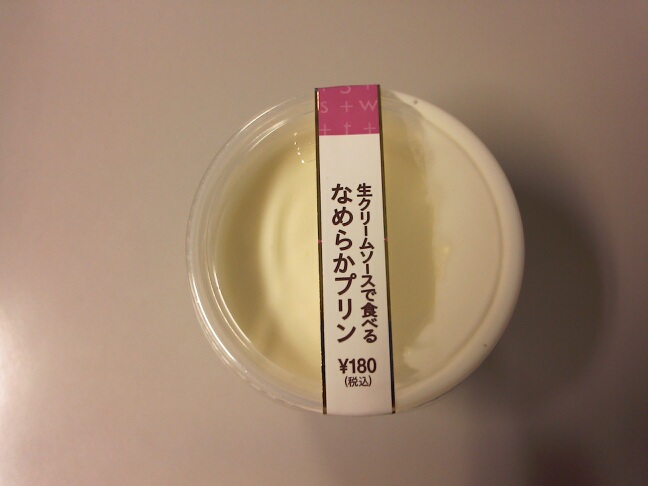 s+w
+t+
生クリームソースで食べる
なめらかプリン
¥180
(税込)